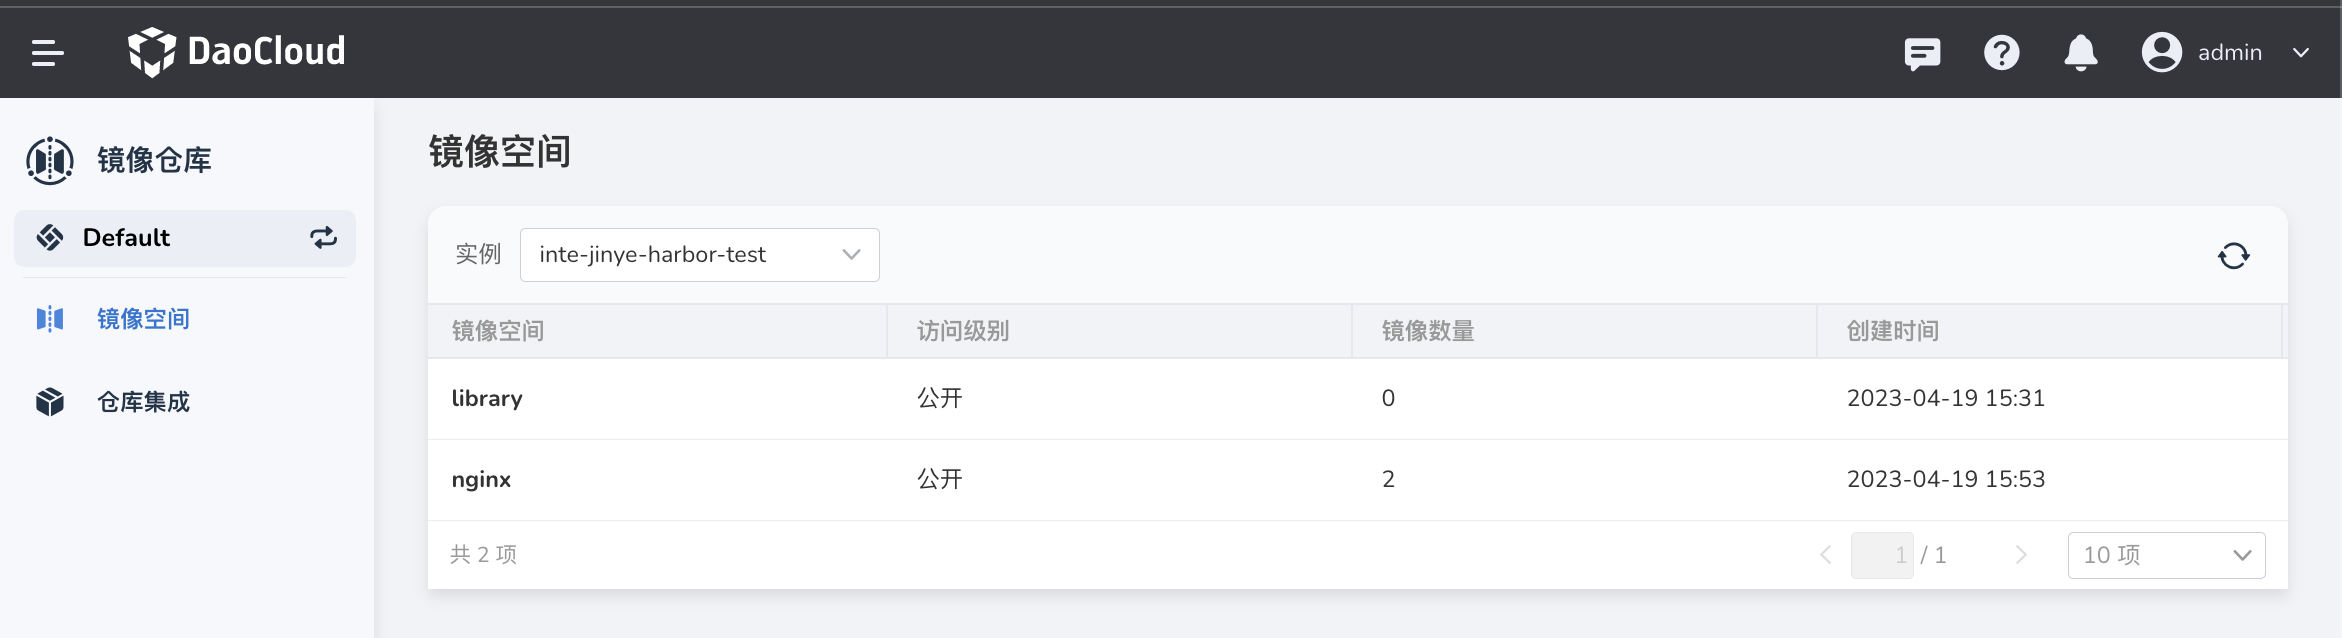 DaoCloud
admin
镜像仓库
Default
镜像空间
仓库集成
镜像空间
实例 inte-jinye-harbor-test
镜像空间 访问级别 镜像数量 创建时间
library 公开 0 2023-04-19 15:31
nginx 公开 2 2023-04-19 15:53
共 2 项 1 / 1 10 项